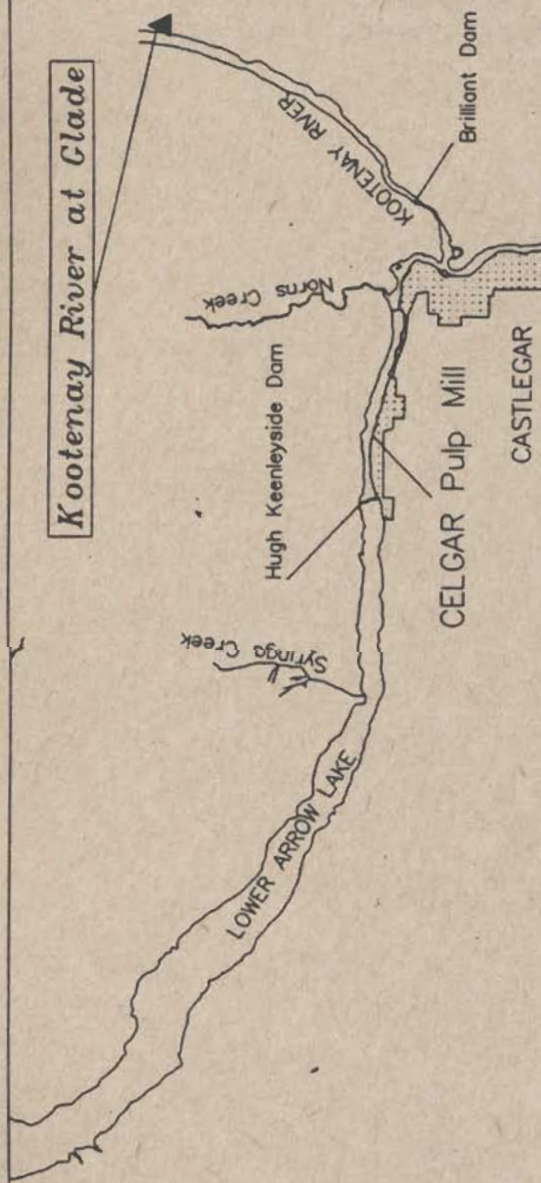 Kootenay River at Glade
KOOTENAY RIVER
Brilliant Dam
Norns Creek
Hugh Keenleyside Dam
Syringa Creek
LOWER ARROW LAKE
CELGAR Pulp Mill
CASTLEGAR